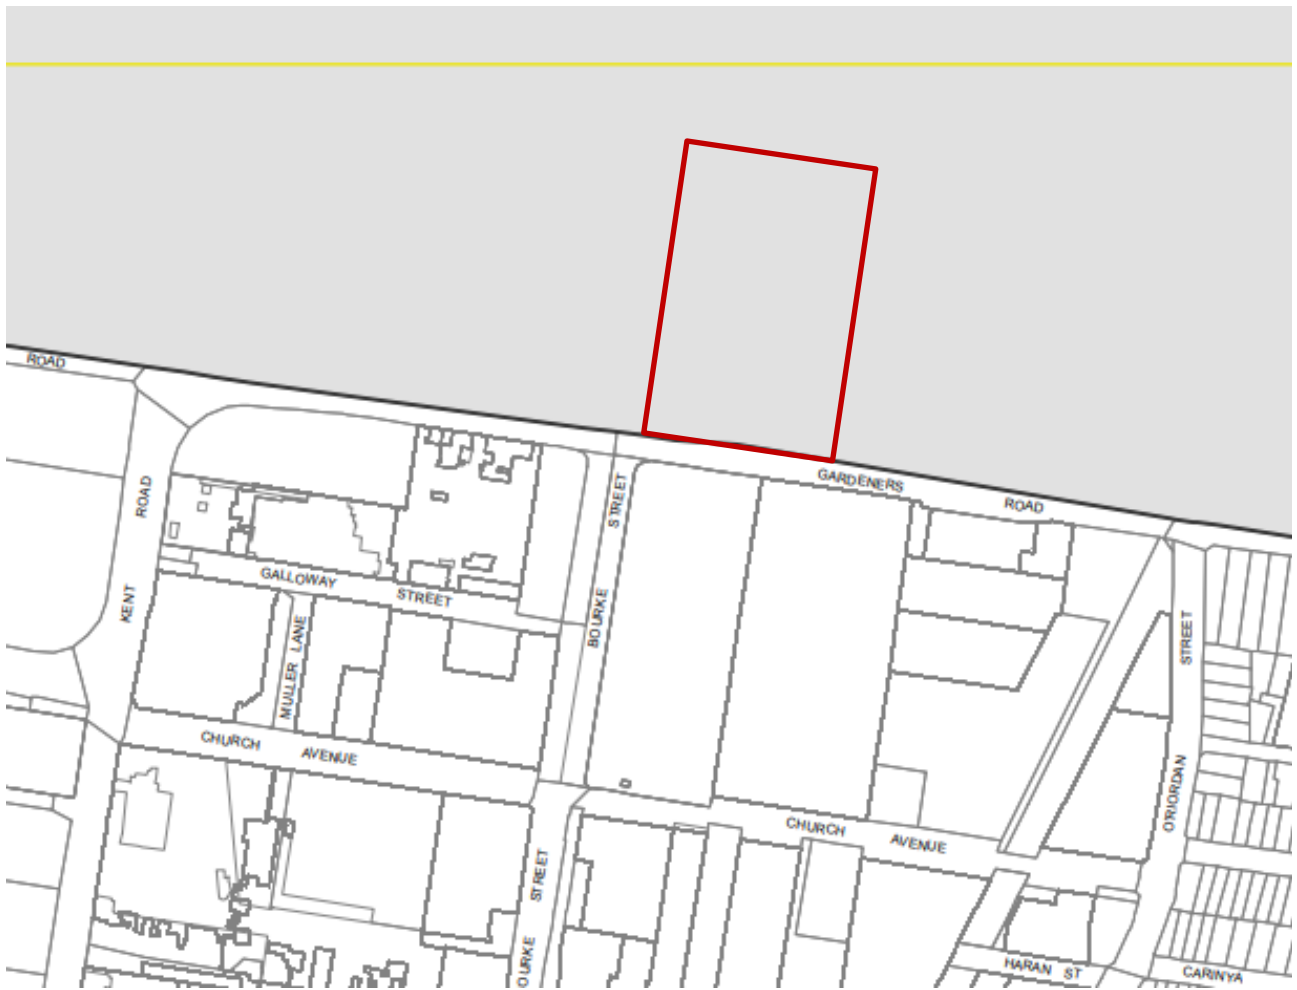 ROAD
GARDENERS
ROAD
STREET
ROAD
GALLOWAY
STREET
KENT
BOURKE
MULLER LANE
STREET
CHURCH
AVENUE
O'RIORDAN
CHURCH
AVENUE
STREET
OURKE
HARAN ST
CARINYA